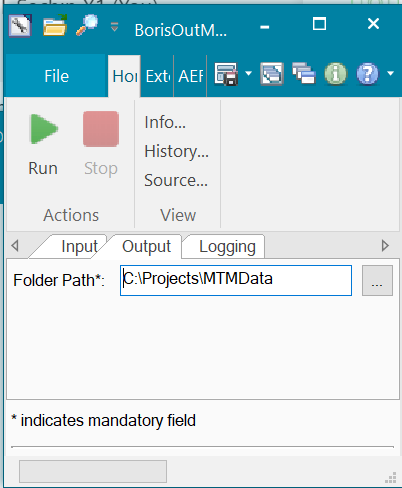 BorisOutM...
File
Hor
Exte
AEF
Run
Stop
Info...
History...
Source...
Actions
View
Input
Output
Logging
Folder Path*:
C:\Projects\MTMData
...
* indicates mandatory field